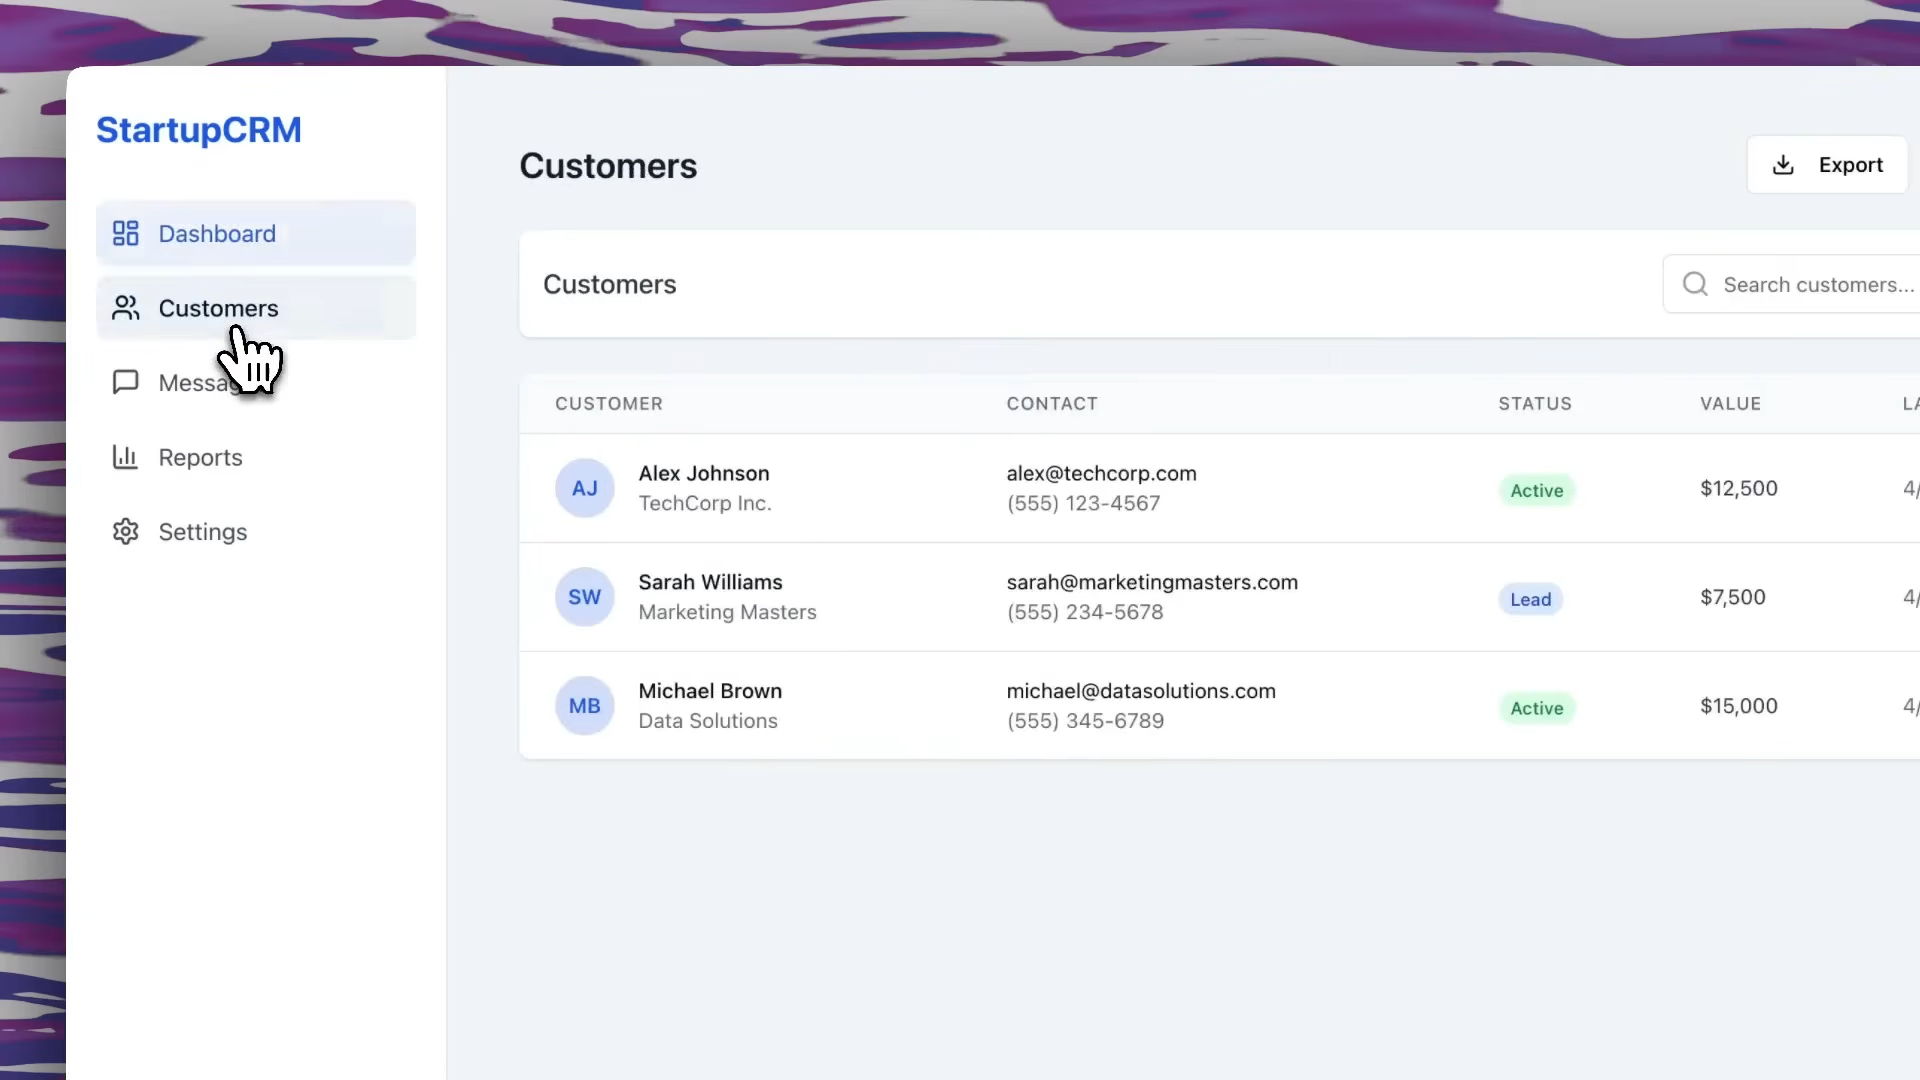 StartupCRM
Dashboard
Customers
Reports
Settings
Customers
Export
Customers
Search customers...
CUSTOMER CONTACT STATUS VALUE
Alex Johnson alex@techcorp.com Active $12,500
TechCorp Inc. (555) 123-4567
Sarah Williams sarah@marketingmasters.com Lead $7,500
Marketing Masters (555) 234-5678
Michael Brown michael@datasolutions.com Active $15,000
Data Solutions (555) 345-6789
AJ
SW
MB